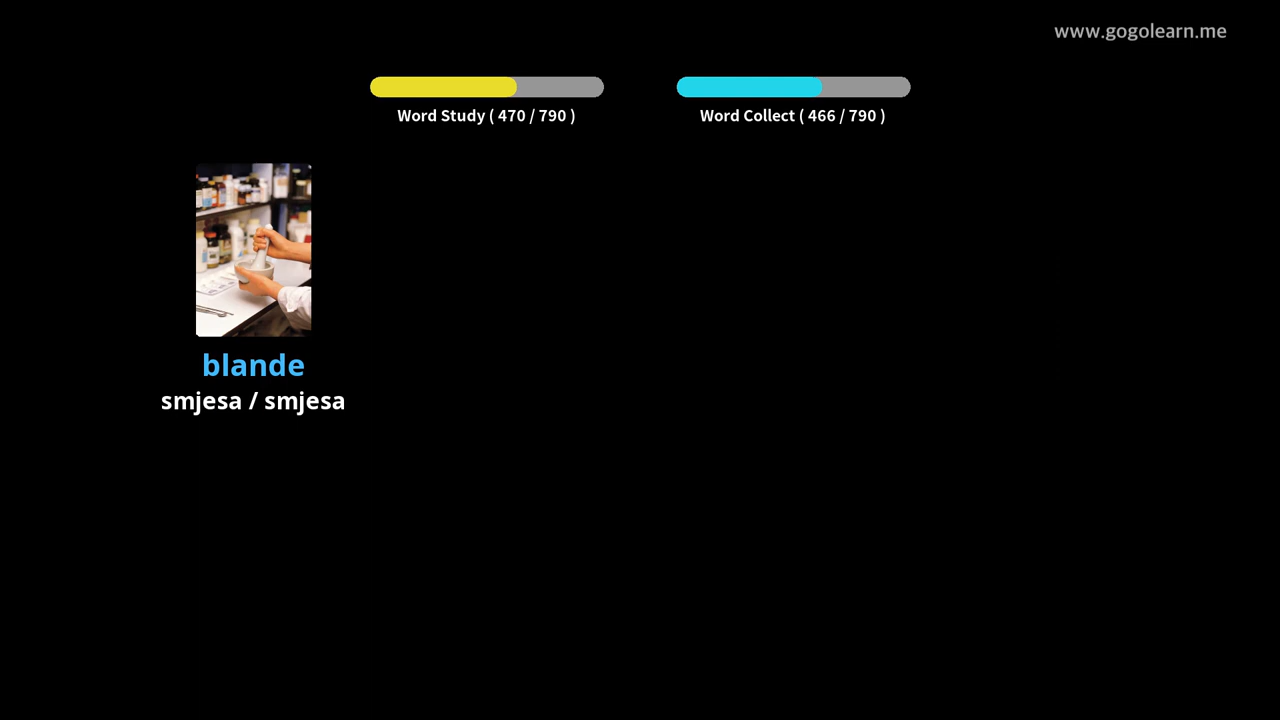 www.gogolearn.me
Word Study ( 470 / 790 )
Word Collect ( 466 / 790 )
blande
smjesa / smjesa